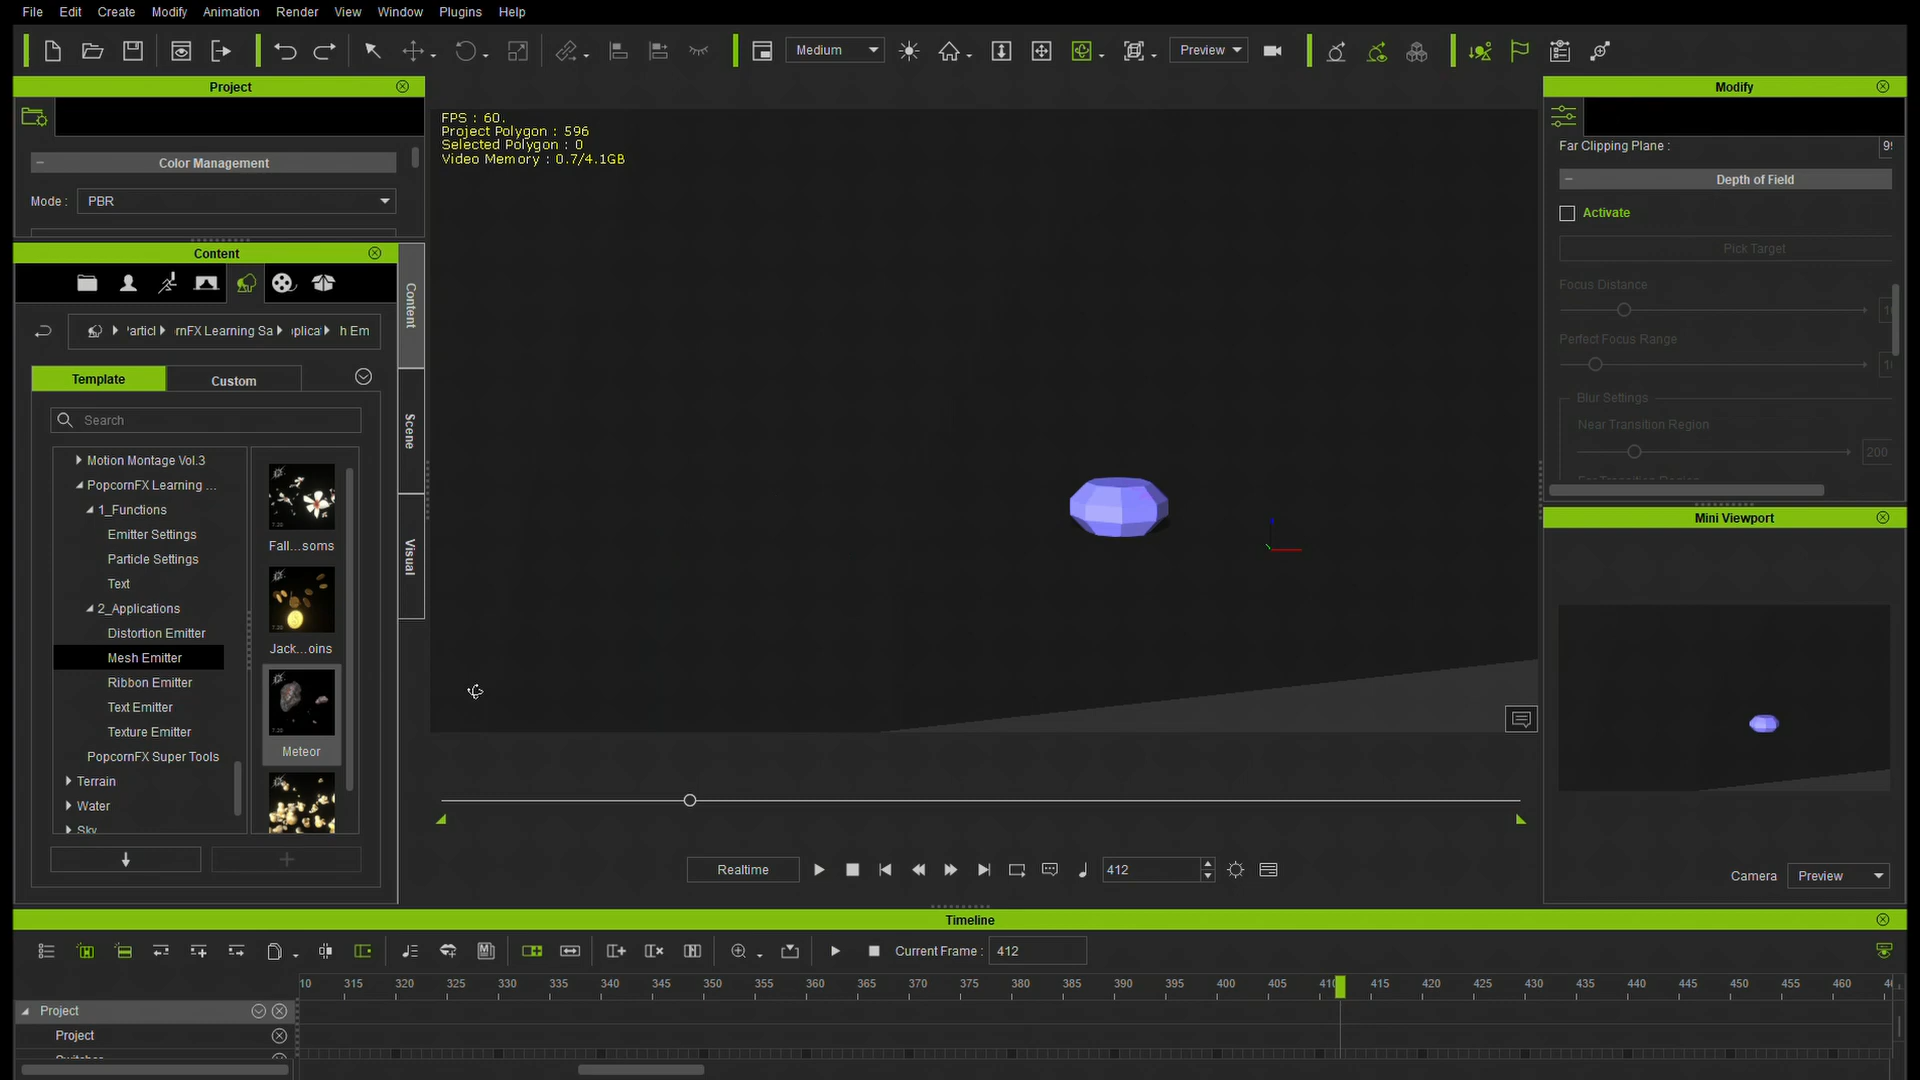 File Edit Create Modify Animation Render View Window Plugins Help
Medium
Preview
Project
Color Management
Mode :
PBR
FPS : 60.
Project Polygon : 596
Selected Polygon : 0
Video Memory : 0.7/4.1GB
Content
rnFX Learning Sa
h Em
Template
Custom
Search
Motion Montage Vol.3
PopcornFX Learning ...
1_Functions
Emitter Settings
Particle Settings
Text
2_Applications
Distortion Emitter
Mesh Emitter
Ribbon Emitter
Text Emitter
Texture Emitter
PopcornFX Super Tools
Terrain
Water
Sky
Fall...soms
Jack...oins
Meteor
Content
Scene
Visual
Realtime
412
Modify
Far Clipping Plane :
Depth of Field
Activate
Pick Target
Focus Distance
Perfect Focus Range
Blur Settings
Near Transition Region
200
Mini Viewport
Camera
Preview
Timeline
Current Frame :
412
10 315 320 325 330 335 340 345 350 355 360 365 370 375 380 385 390 395 400 405 410 415 420 425 430 435 440 445 450 455 460
Project
Project